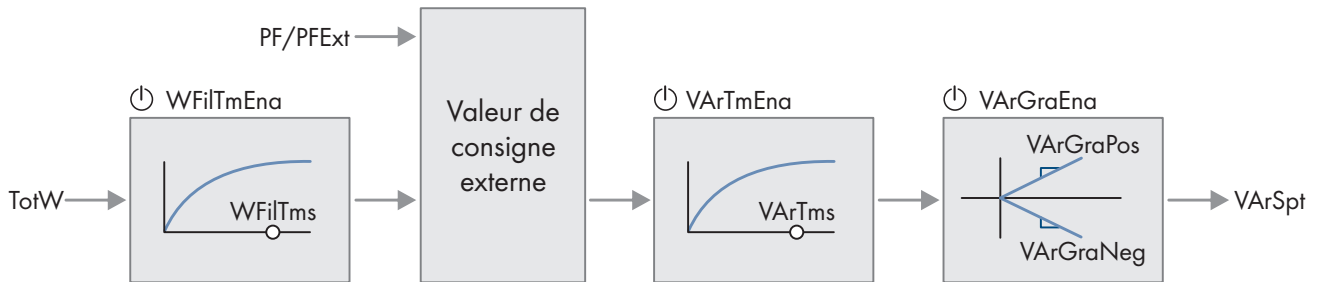 PF/PFExt
WFilTmEna
VArTmEna
VArGraEna
Valeur de
consigne
externe
VArGraPos
TotW
WFilTms
VArTms
VArSpt
VArGraNeg